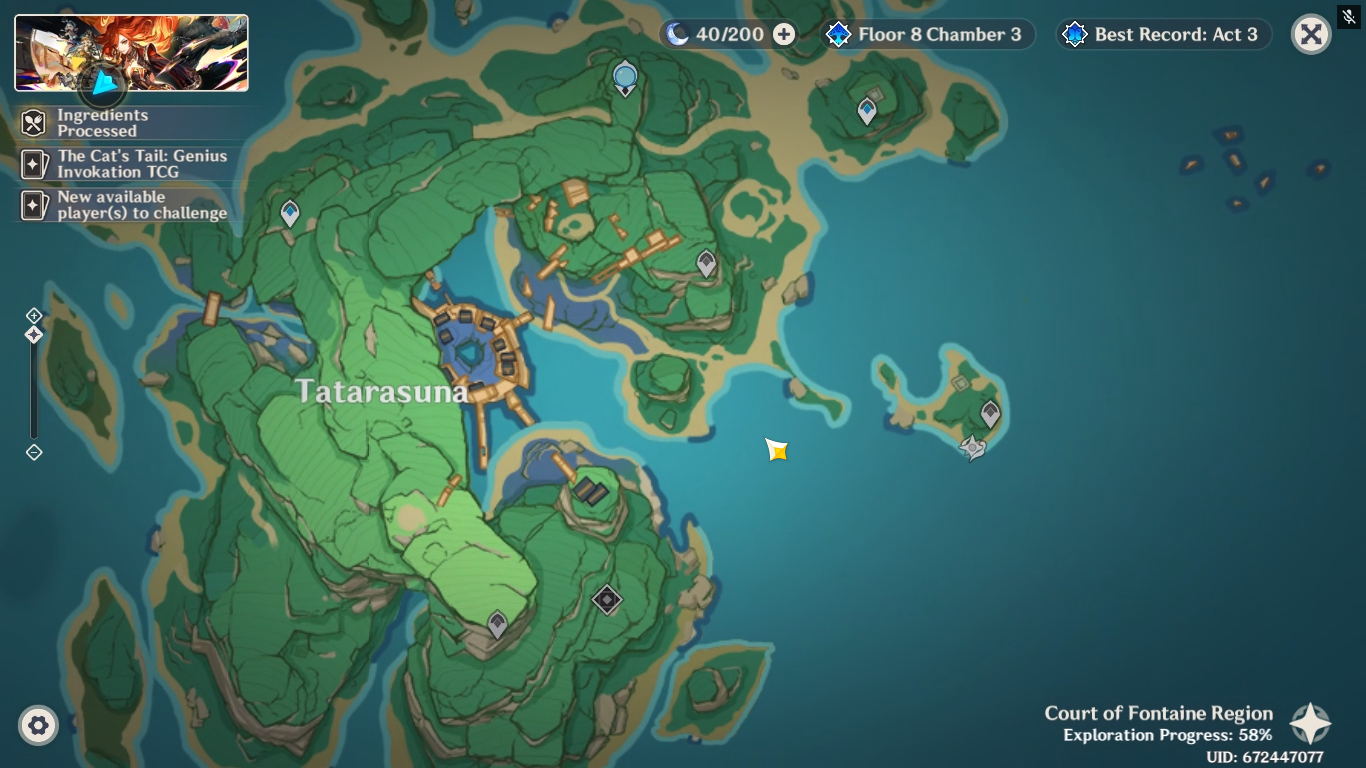 40/200
Floor 8 Chamber 3
Best Record: Act 3
Ingredients
Processed
The Cat's Tail: Genius
Invokation TCG
New available
player(s) to challenge
Tatarasuna
Court of Fontaine Region
Exploration Progress: 58%
UID: 672447077